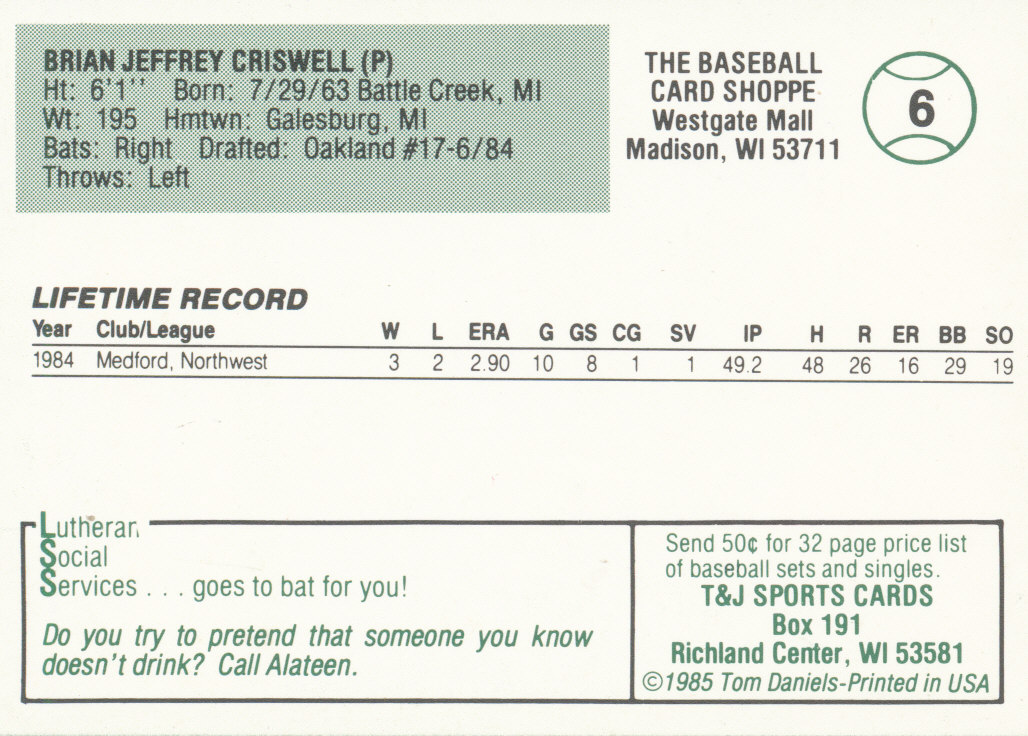 BRIAN JEFFREY CRISWELL (P)
Ht: 6'1'' Born: 7/29/63 Battle Creek, MI
Wt: 195 Hmtwn: Galesburg, MI
Bats: Right Drafted: Oakland #17-6/84
Throws: Left
THE BASEBALL
CARD SHOPPE
Westgate Mall
Madison, WI 53711
6
LIFETIME RECORD
Year Club/League W L ERA G GS CG SV IP H R ER BB SO
1984 Medford, Northwest 3 2 2.90 10 8 1 1 49.2 48 26 16 29 19
Lutheran
Social
Services . . . goes to bat for you!
Do you try to pretend that someone you know
doesn't drink? Call Alateen.
Send 50¢ for 32 page price list
of baseball sets and singles.
T&J SPORTS CARDS
Box 191
Richland Center, WI 53581
©1985 Tom Daniels-Printed in USA